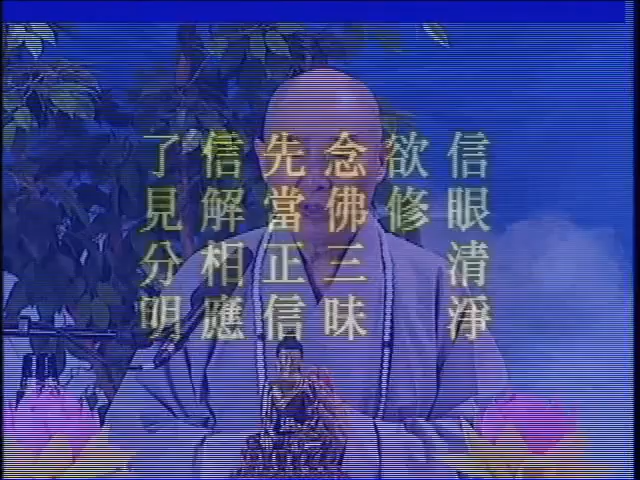 信眼清淨
欲修
念佛三昧
先當正信
信解相應
了見分明